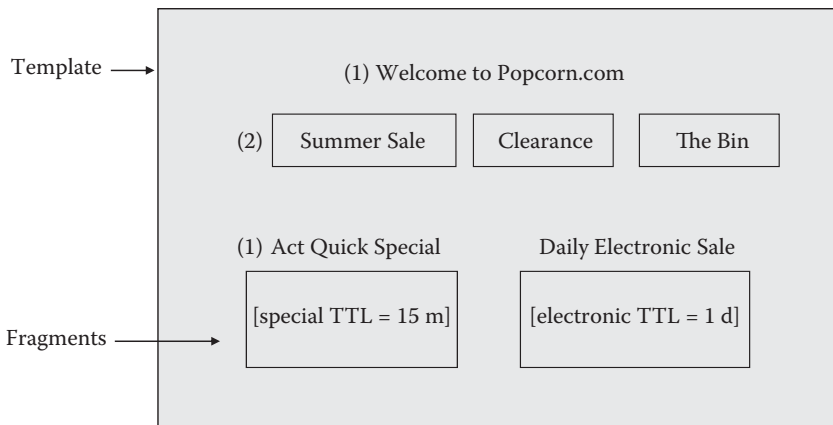 Template
(1) Welcome to Popcorn.com
(2) Summer Sale Clearance The Bin
(1) Act Quick Special Daily Electronic Sale
[special TTL = 15 m] [electronic TTL = 1 d]
Fragments